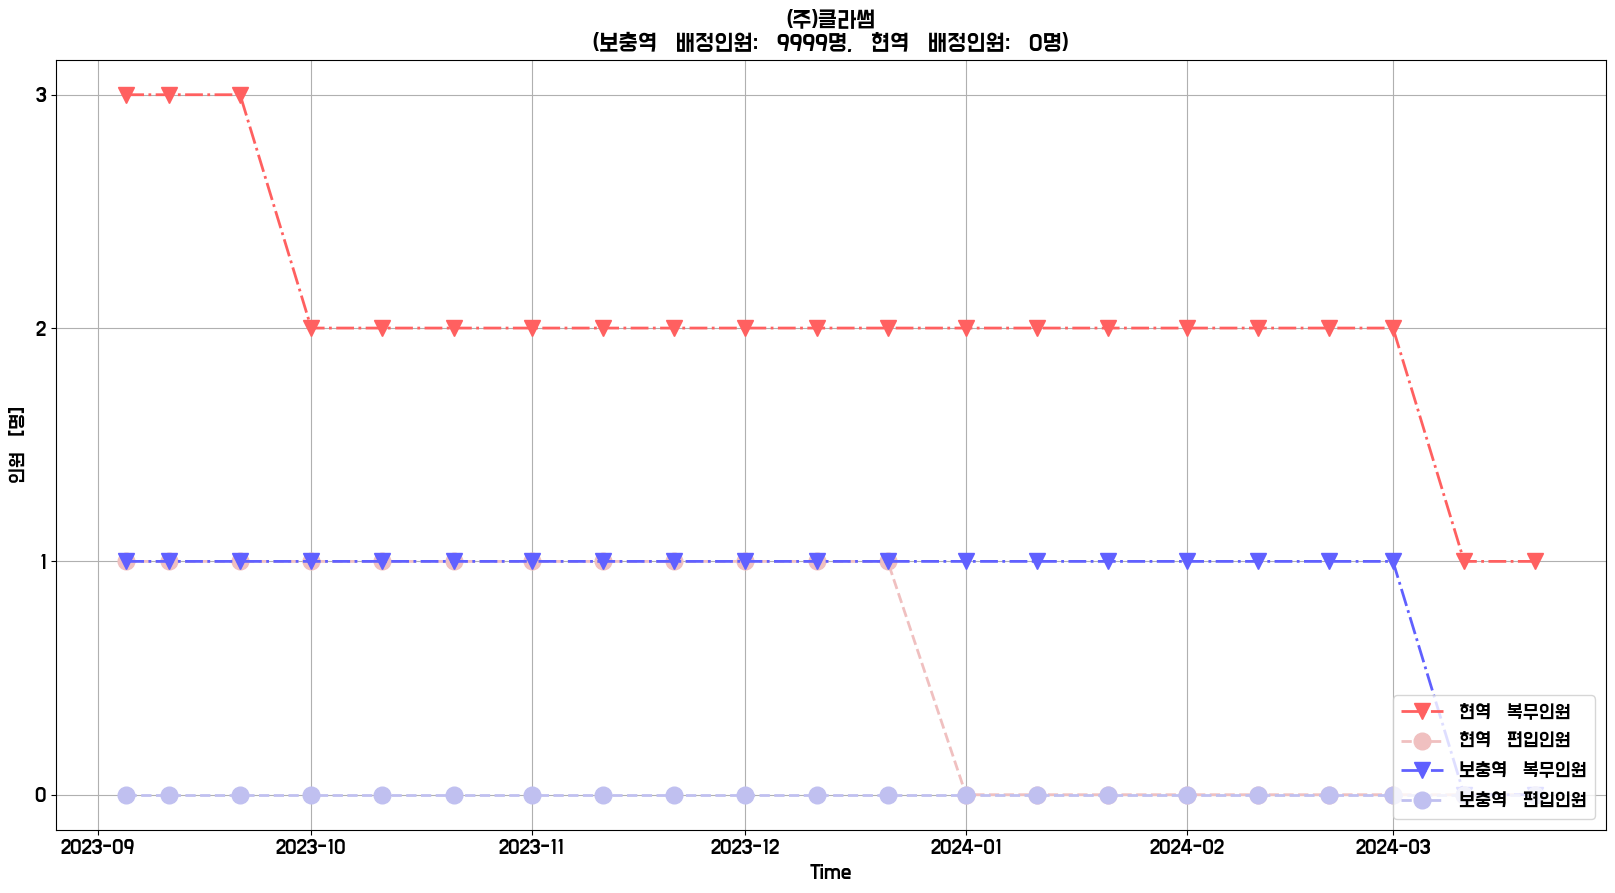 (주)클라썸
(보충역 배정인원: 9999명, 현역 배정인원: 0명)
3
2
1
0
인원 [명]
2023-09 2023-10 2023-11 2023-12 2024-01 2024-02 2024-03
Time
현역 복무인원
현역 편입인원
보충역 복무인원
보충역 편입인원